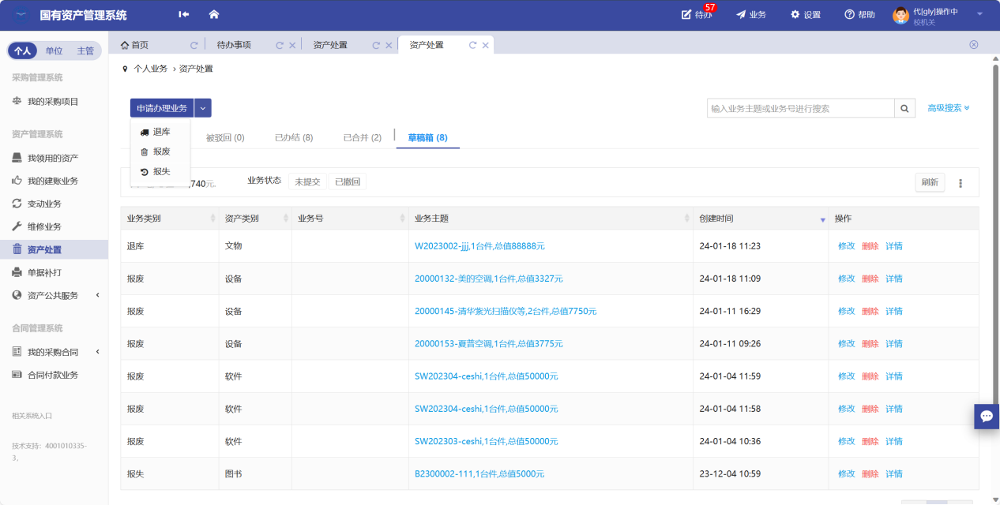 国有资产管理系统
待办 57
业务
设置
帮助
代[gly]操作中
校机关
个人 单位 主管
首页
待办事项
资产处置
资产处置
采购管理系统
我的采购项目
资产管理系统
我领用的资产
我的建账业务
变动业务
维修业务
资产处置
单据补打
资产公共服务
合同管理系统
我的采购合同
合同付款业务
相关系统入口
技术支持：4001010335-
3,
个人业务 › 资产处置
申请办理业务
退库
报废
报失
输入业务主题或业务号进行搜索
高级搜索
被驳回 (0) 已办结 (8) 已合并 (2) 草稿箱 (8)
,740元.
业务状态 未提交 已撤回
刷新
业务类别 资产类别 业务号 业务主题 创建时间 操作
退库 文物 W2023002-jjj,1台件,总值88888元 24-01-18 11:23 修改 删除 详情
报废 设备 20000132-美的空调,1台件,总值3327元 24-01-18 11:09 修改 删除 详情
报废 设备 20000145-清华紫光扫描仪等,2台件,总值7750元 24-01-11 16:29 修改 删除 详情
报废 设备 20000153-夏普空调,1台件,总值3775元 24-01-11 09:26 修改 删除 详情
报废 软件 SW202304-ceshi,1台件,总值50000元 24-01-04 11:59 修改 删除 详情
报废 软件 SW202304-ceshi,1台件,总值50000元 24-01-04 11:58 修改 删除 详情
报废 软件 SW202303-ceshi,1台件,总值50000元 24-01-04 10:36 修改 删除 详情
报失 图书 B2300002-111,1台件,总值5000元 23-12-04 10:59 修改 删除 详情